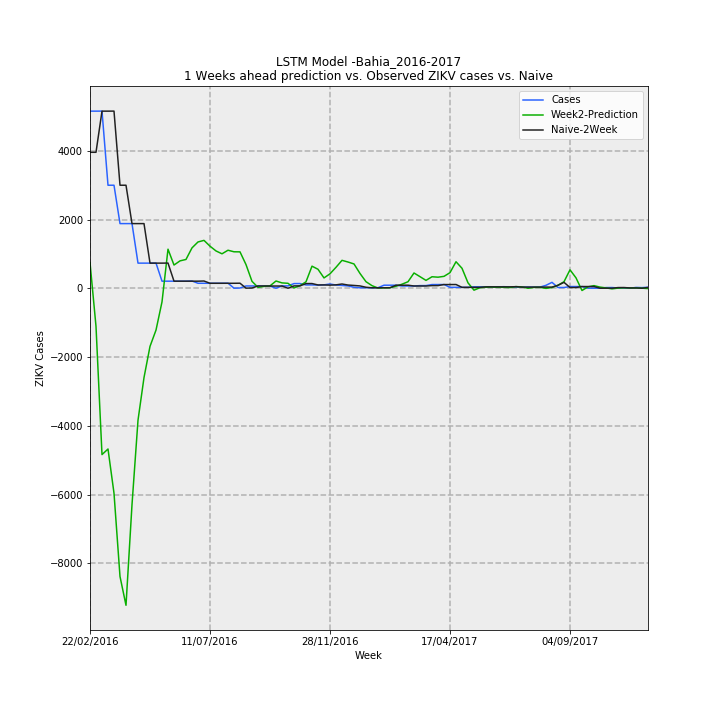 LSTM Model -Bahia_2016-2017
1 Weeks ahead prediction vs. Observed ZIKV cases vs. Naive
Cases
Week2-Prediction
Naive-2Week
4000
2000
0
−2000
−4000
−6000
−8000
ZIKV Cases
22/02/2016
11/07/2016
28/11/2016
17/04/2017
04/09/2017
Week